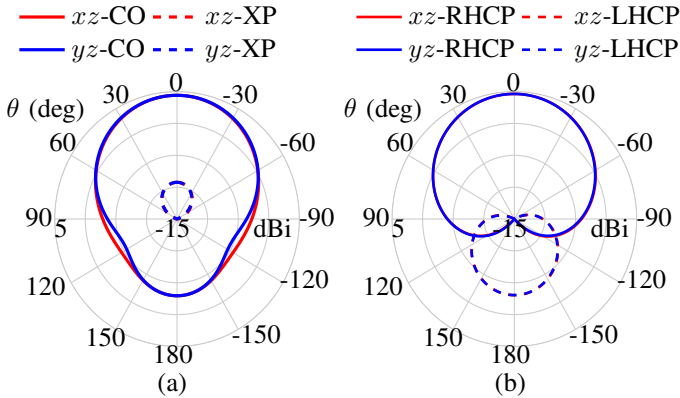 xz-CO xz-XP xz-RHCP xz-LHCP
yz-CO yz-XP yz-RHCP yz-LHCP
0 0
θ (deg) 30 -30 θ (deg) 30 -30
60 -60 60 -60
90 5 -15 dBi -90 90 5 -15 dBi -90
120 -120 120 -120
150 -150 150 -150
180 180
(a) (b)